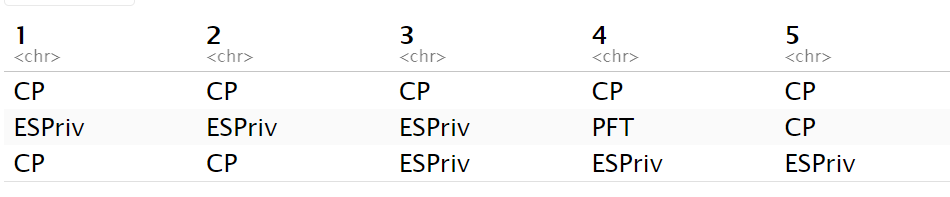 1 2 3 4 5
<chr> <chr> <chr> <chr> <chr>
CP CP CP CP CP
ESPriv ESPriv ESPriv PFT CP
CP CP ESPriv ESPriv ESPriv